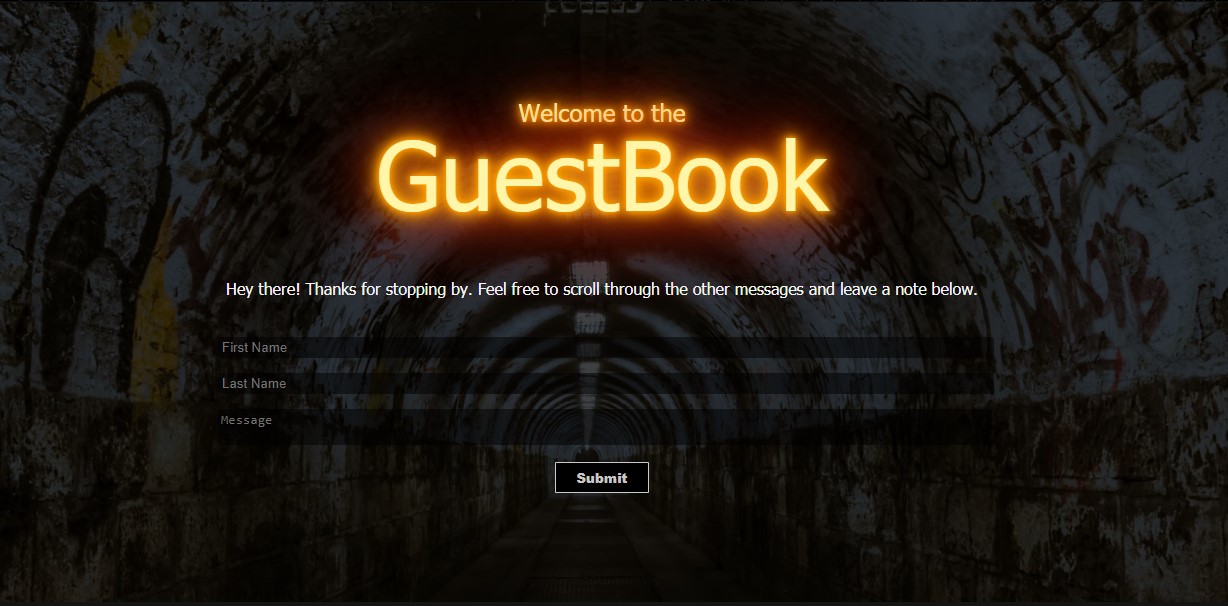 Welcome to the
GuestBook
Hey there! Thanks for stopping by. Feel free to scroll through the other messages and leave a note below.
First Name
Last Name
Message
Submit